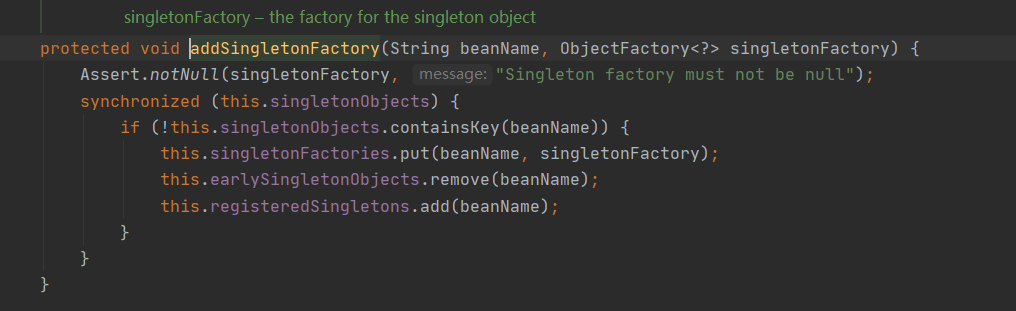 singletonFactory – the factory for the singleton object
protected void addSingletonFactory(String beanName, ObjectFactory<?> singletonFactory) {
Assert.notNull(singletonFactory, message: "Singleton factory must not be null");
synchronized (this.singletonObjects) {
if (!this.singletonObjects.containsKey(beanName)) {
this.singletonFactories.put(beanName, singletonFactory);
this.earlySingletonObjects.remove(beanName);
this.registeredSingletons.add(beanName);
}
}
}